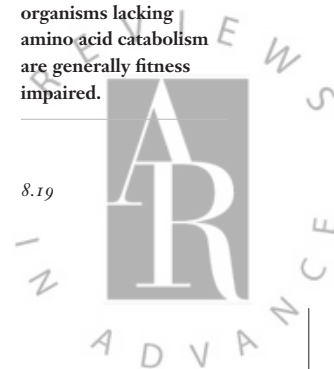 organisms lacking
amino acid catabolism
are generally fitness
impaired.
8.19
REVIEWS
IN ADVANCE
AR